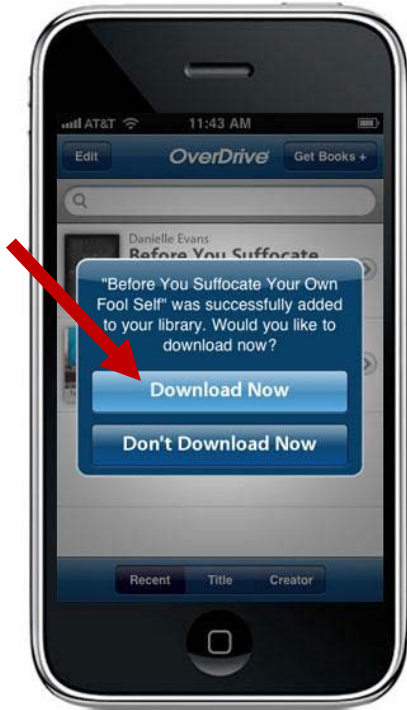 AT&T 11:43 AM
Edit OverDrive Get Books +
Danielle Evans
Before You Suffocate
"Before You Suffocate Your Own
Fool Self" was successfully added
to your library. Would you like to
download now?
Download Now
Don't Download Now
Recent Title Creator